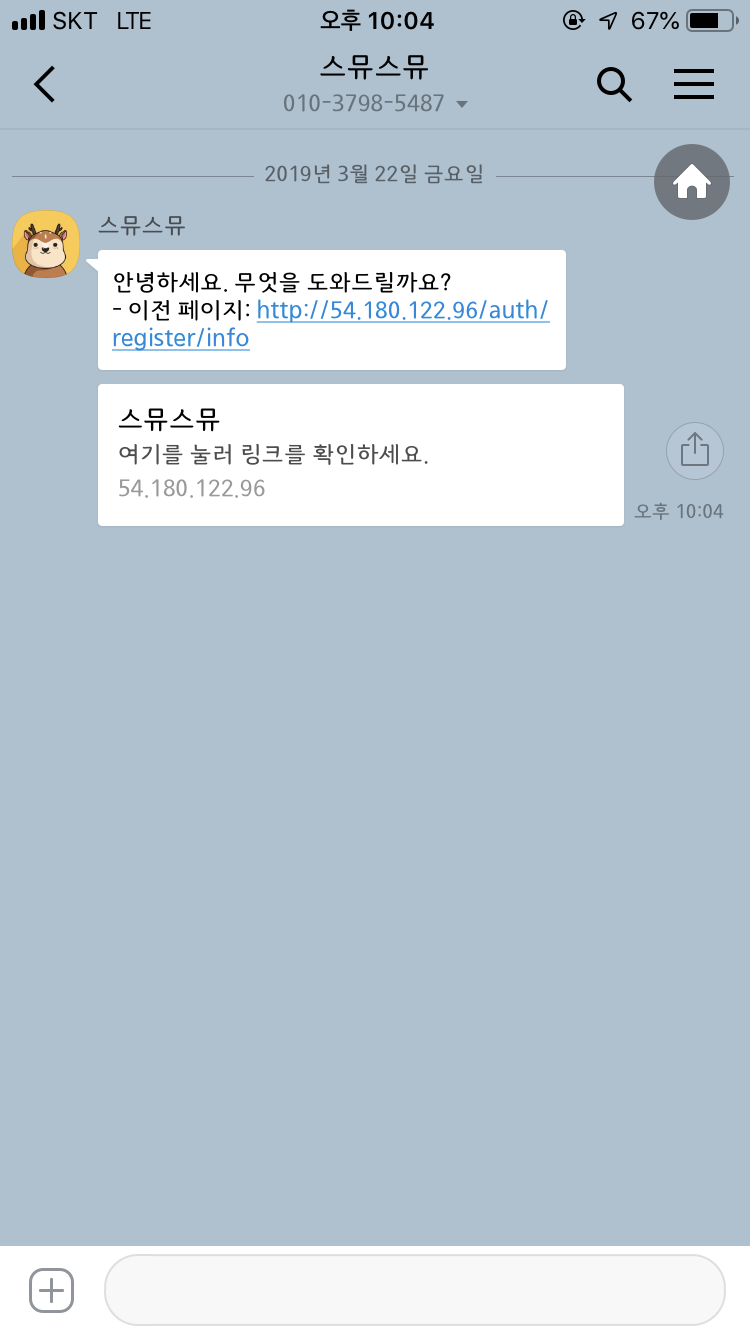 SKT LTE 오후 10:04 67%
스뮤스뮤
010-3798-5487
2019년 3월 22일 금요일
스뮤스뮤
안녕하세요. 무엇을 도와드릴까요?
- 이전 페이지: http://54.180.122.96/auth/
register/info
스뮤스뮤
여기를 눌러 링크를 확인하세요.
54.180.122.96
오후 10:04